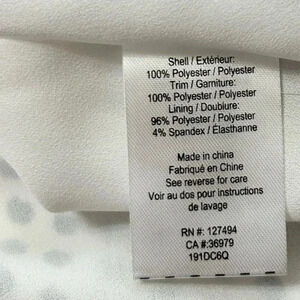 Shell / Extérieur:
100% Polyester / Polyester
Trim / Garniture:
100% Polyester / Polyester
Lining / Doublure:
96% Polyester / Polyester
4% Spandex / Élasthanne
Made in china
Fabriqué en Chine
See reverse for care
Voir au dos pour instructions
de lavage
RN #: 127494
CA #:36979
191DC6Q